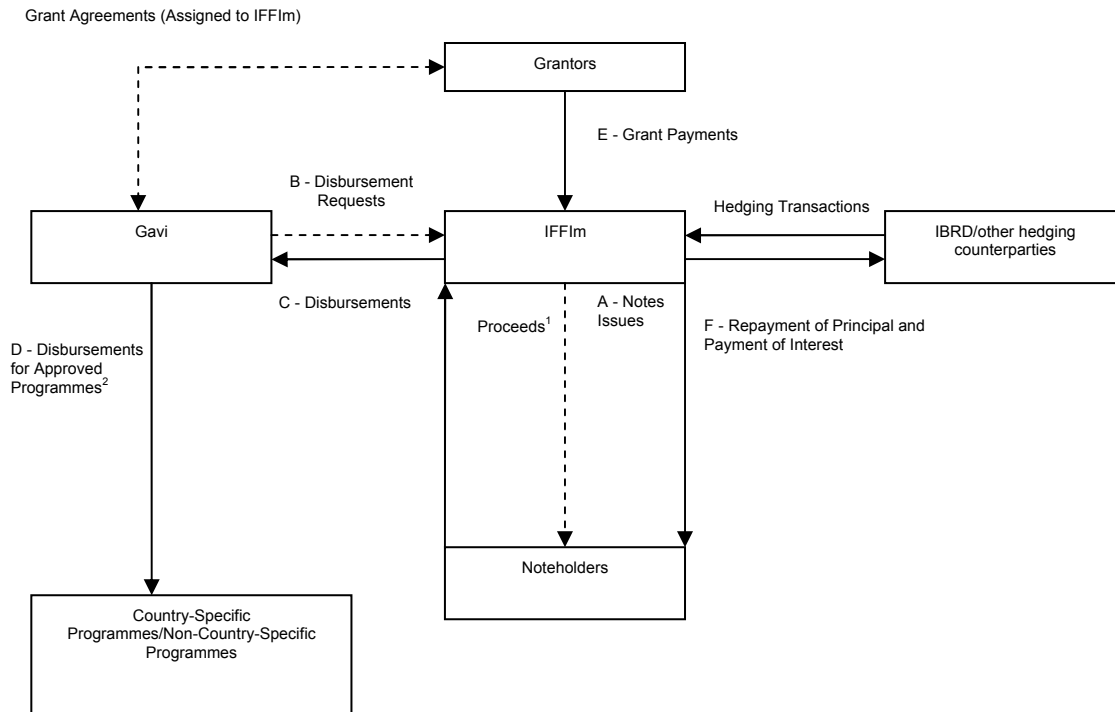 Grant Agreements (Assigned to IFFIm)
Grantors
E - Grant Payments
B - Disbursement
Requests
Gavi
IFFIm
Hedging Transactions
IBRD/other hedging
counterparties
C - Disbursements
Proceeds¹
A - Notes
Issues
F - Repayment of Principal and
Payment of Interest
D - Disbursements
for Approved
Programmes²
Noteholders
Country-Specific
Programmes/Non-Country-Specific
Programmes